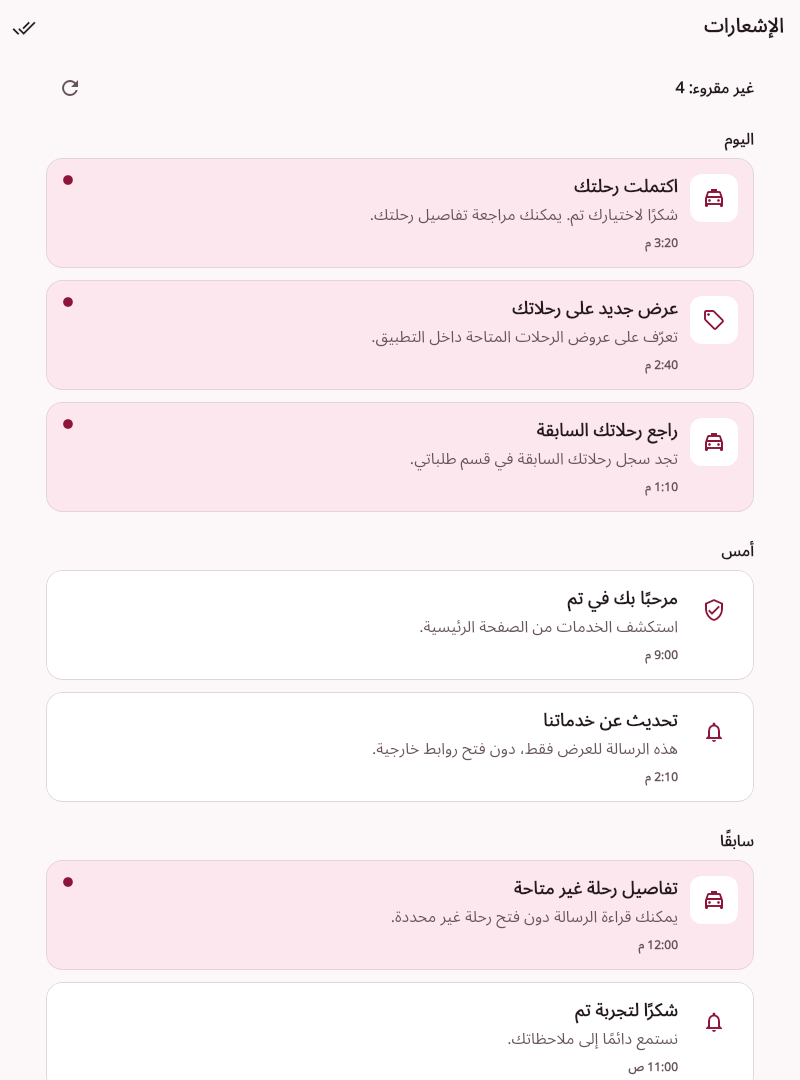 الإشعارات
غير مقروء: 4
اليوم
اكتملت رحلتك
شكرًا لاختيارك تم. يمكنك مراجعة تفاصيل رحلتك.
3:20 م
عرض جديد على رحلاتك
تعرّف على عروض الرحلات المتاحة داخل التطبيق.
2:40 م
راجع رحلاتك السابقة
تجد سجل رحلاتك السابقة في قسم طلباتي.
1:10 م
أمس
مرحبًا بك في تم
استكشف الخدمات من الصفحة الرئيسية.
9:00 م
تحديث عن خدماتنا
هذه الرسالة للعرض فقط، دون فتح روابط خارجية.
2:10 م
سابقًا
تفاصيل رحلة غير متاحة
يمكنك قراءة الرسالة دون فتح رحلة غير محددة.
12:00 م
شكرًا لتجربة تم
نستمع دائمًا إلى ملاحظاتك.
11:00 ص